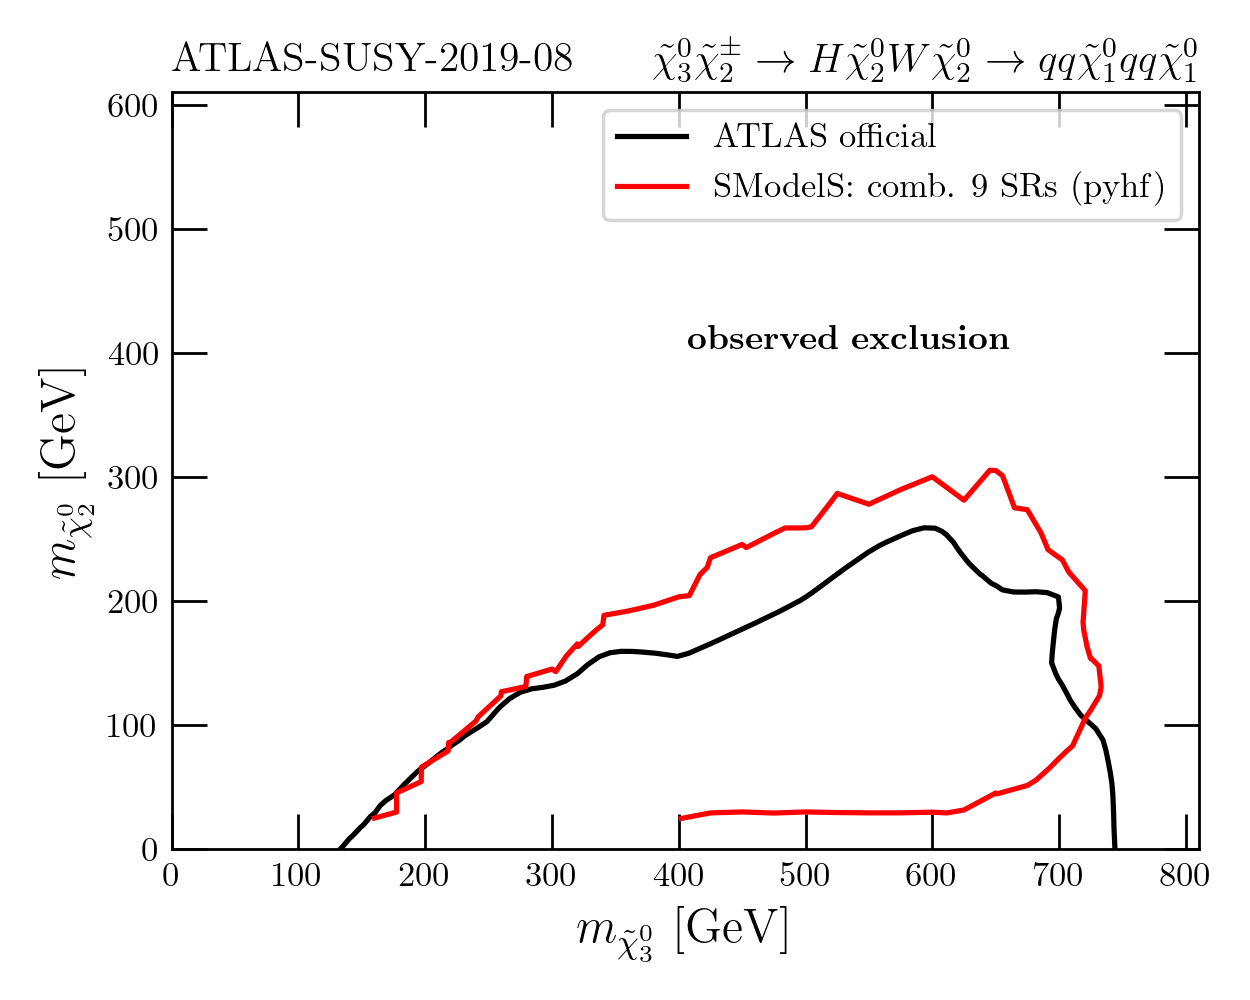 ATLAS-SUSY-2019-08
χ̃⁰₃χ̃±₂ → Hχ̃⁰₂Wχ̃⁰₂ → qqχ̃⁰₁qqχ̃⁰₁
ATLAS official
SModelS: comb. 9 SRs (pyhf)
observed exclusion
600
500
400
300
200
100
0
m_χ̃⁰₂ [GeV]
0 100 200 300 400 500 600 700 800
m_χ̃⁰₃ [GeV]